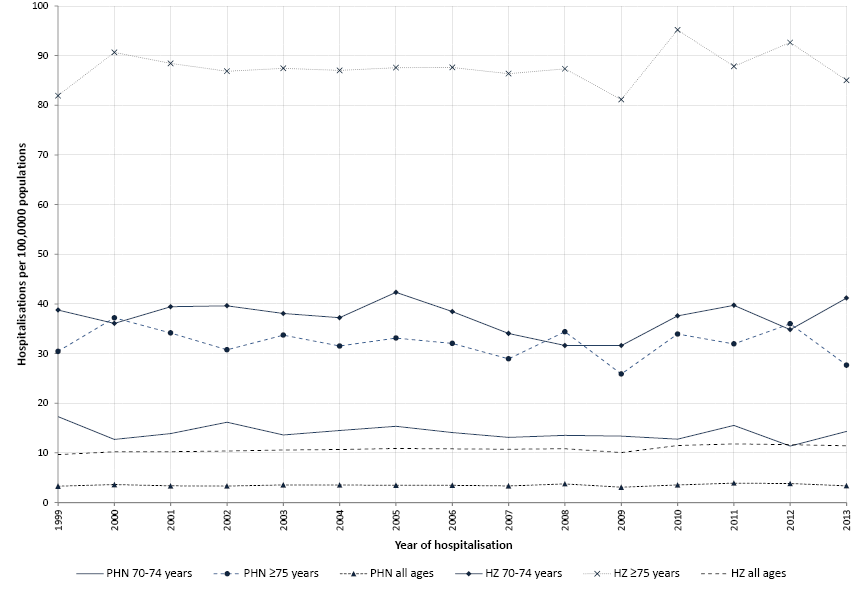 100
90
80
70
60
50
40
30
20
10
0
Hospitalisations per 100,0000 populations
1999 2000 2001 2002 2003 2004 2005 2006 2007 2008 2009 2010 2011 2012 2013
Year of hospitalisation
PHN 70-74 years PHN ≥75 years PHN all ages HZ 70-74 years HZ ≥75 years HZ all ages